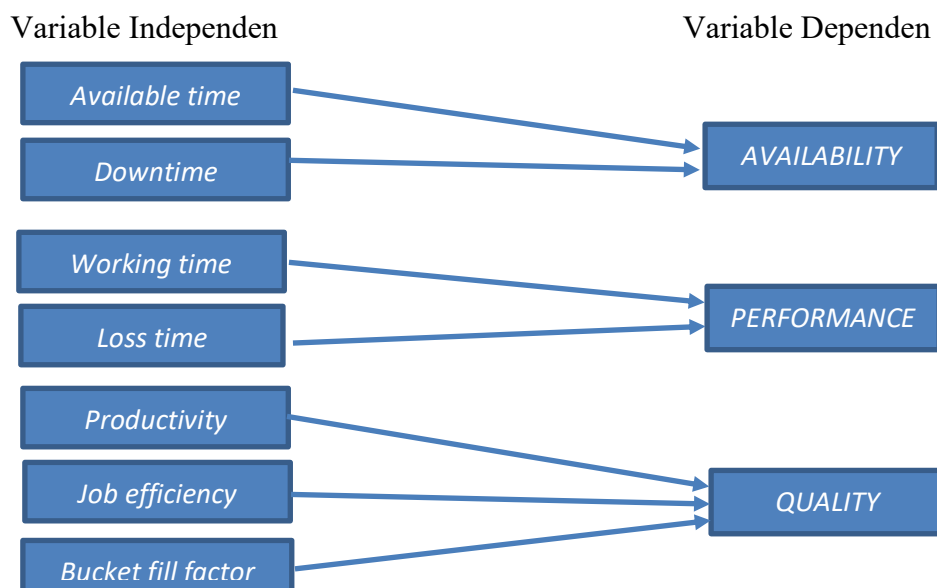 Variable Independen
Variable Dependen
Available time
Downtime
AVAILABILITY
Working time
Loss time
PERFORMANCE
Productivity
Job efficiency
Bucket fill factor
QUALITY